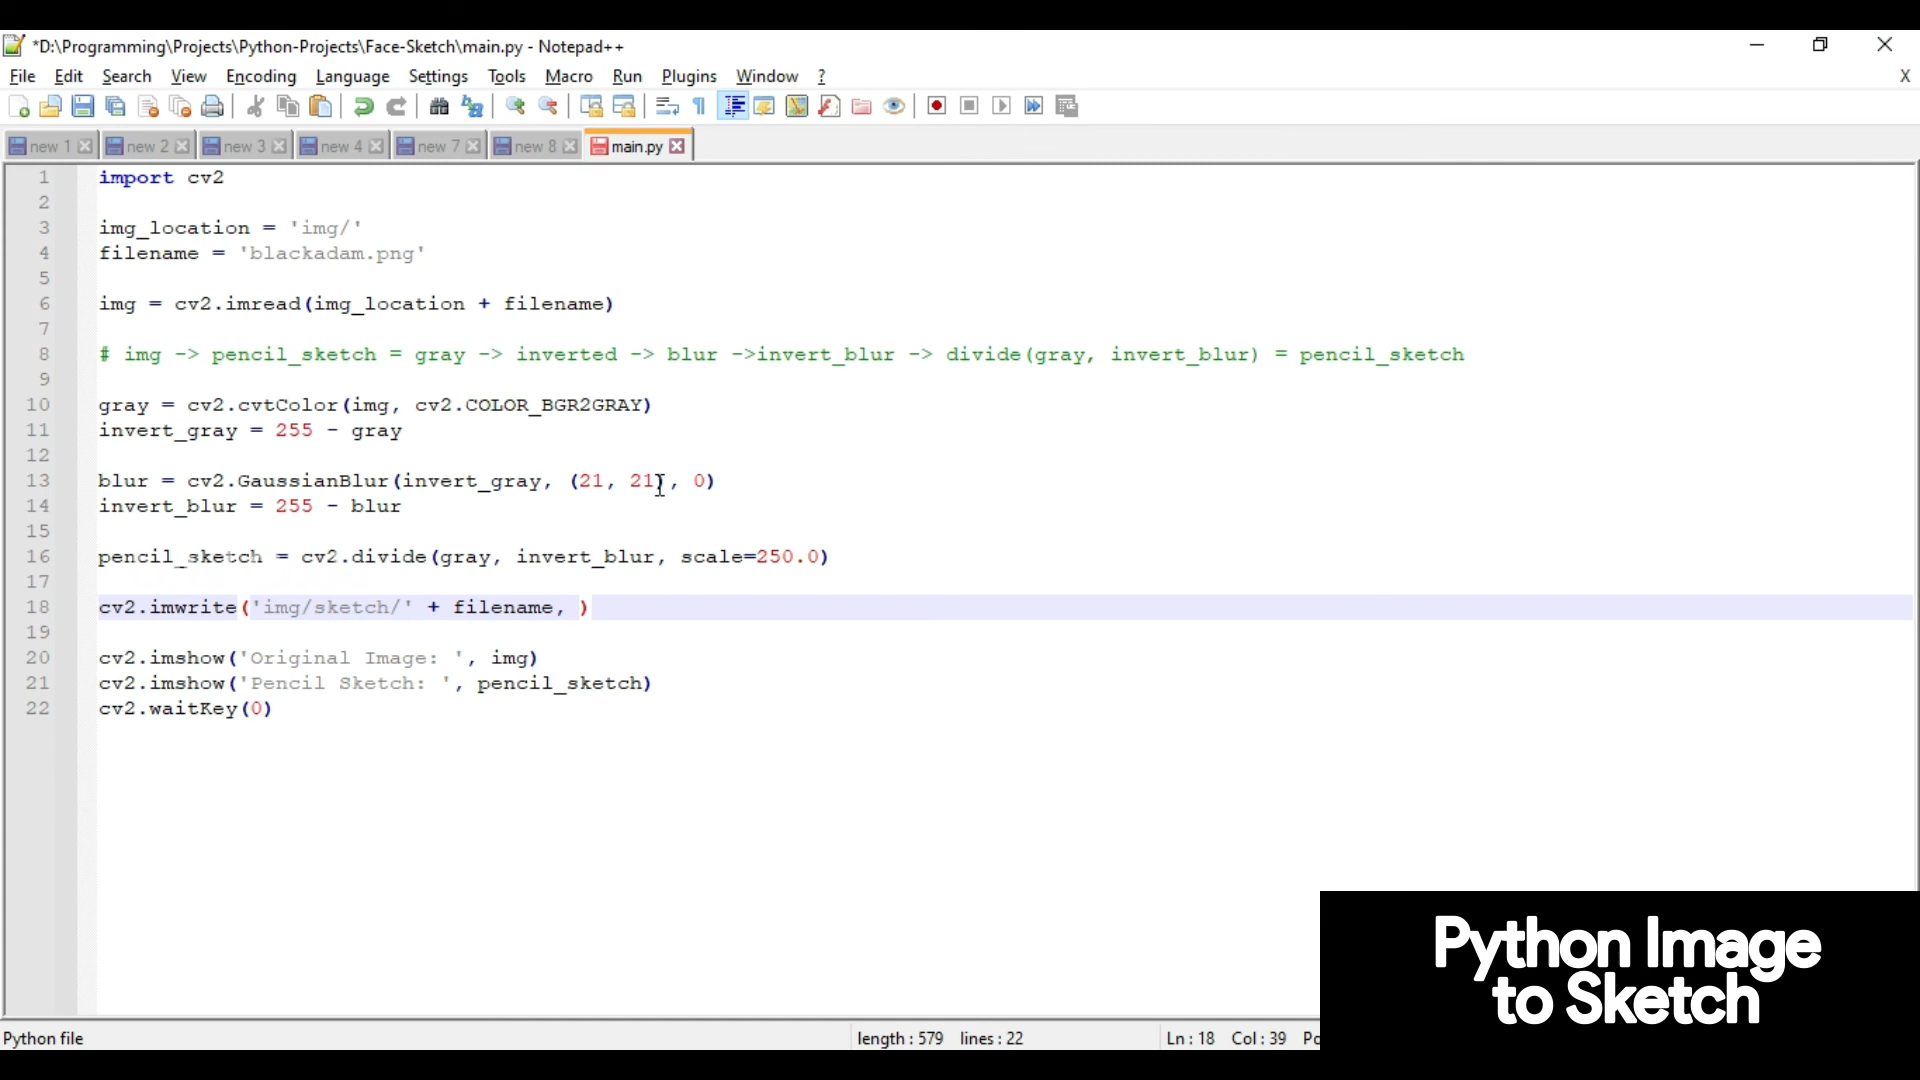 *D:\Programming\Projects\Python-Projects\Face-Sketch\main.py - Notepad++
File Edit Search View Encoding Language Settings Tools Macro Run Plugins Window ? X
new 1 new 2 new 3 new 4 new 7 new 8 main.py
1 import cv2
2
3 img_location = 'img/'
4 filename = 'blackadam.png'
5
6 img = cv2.imread(img_location + filename)
7
8 # img -> pencil_sketch = gray -> inverted -> blur ->invert_blur -> divide(gray, invert_blur) = pencil_sketch
9
10 gray = cv2.cvtColor(img, cv2.COLOR_BGR2GRAY)
11 invert_gray = 255 - gray
12
13 blur = cv2.GaussianBlur(invert_gray, (21, 21), 0)
14 invert_blur = 255 - blur
15
16 pencil_sketch = cv2.divide(gray, invert_blur, scale=250.0)
17
18 cv2.imwrite('img/sketch/' + filename, )
19
20 cv2.imshow('Original Image: ', img)
21 cv2.imshow('Pencil Sketch: ', pencil_sketch)
22 cv2.waitKey(0)
Python Image
to Sketch
Python file length : 579 lines : 22 Ln : 18 Col : 39